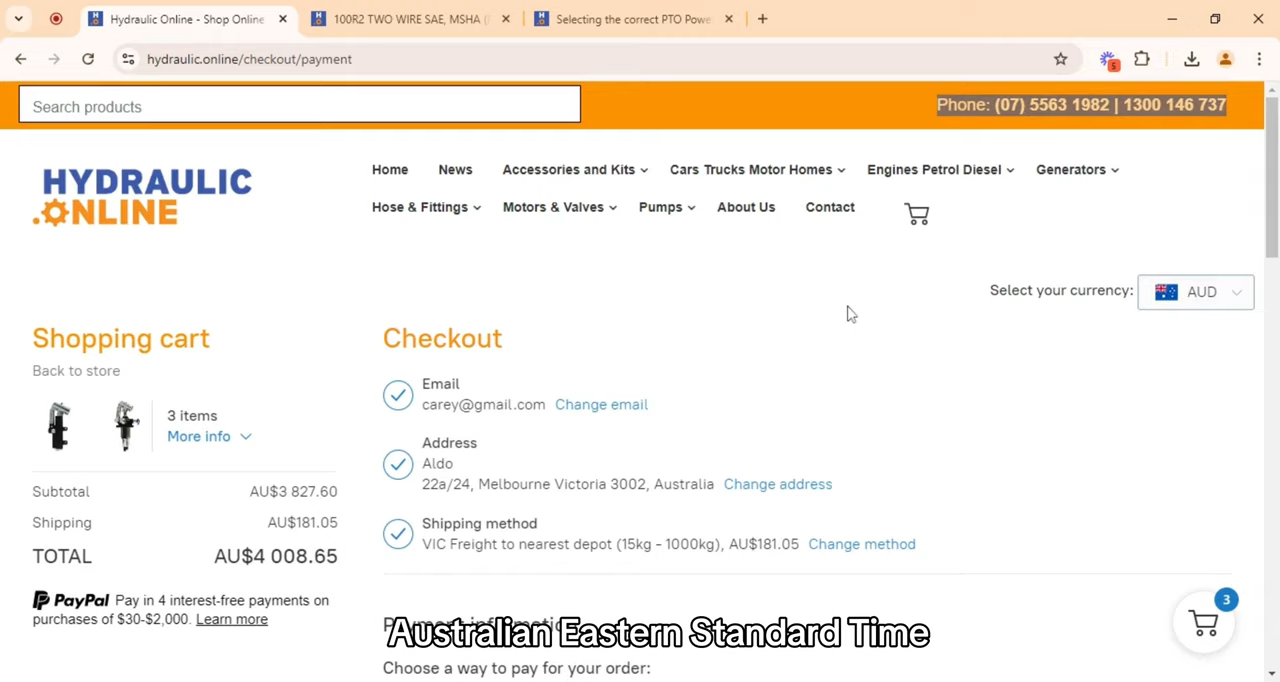 Hydraulic Online - Shop Online
100R2 TWO WIRE SAE, MSHA (
Selecting the correct PTO Powe
hydraulic.online/checkout/payment
5
Search products
Phone: (07) 5563 1982 | 1300 146 737
HYDRAULIC
.ONLINE
Home News Accessories and Kits Cars Trucks Motor Homes Engines Petrol Diesel Generators
Hose & Fittings Motors & Valves Pumps About Us Contact
Select your currency: AUD
Shopping cart
Back to store
3 items
More info
Subtotal AU$3 827.60
Shipping AU$181.05
TOTAL AU$4 008.65
PayPal Pay in 4 interest-free payments on
purchases of $30-$2,000. Learn more
Checkout
Email
carey@gmail.com Change email
Address
Aldo
22a/24, Melbourne Victoria 3002, Australia Change address
Shipping method
VIC Freight to nearest depot (15kg - 1000kg), AU$181.05 Change method
Australian Eastern Standard Time
Choose a way to pay for your order:
3